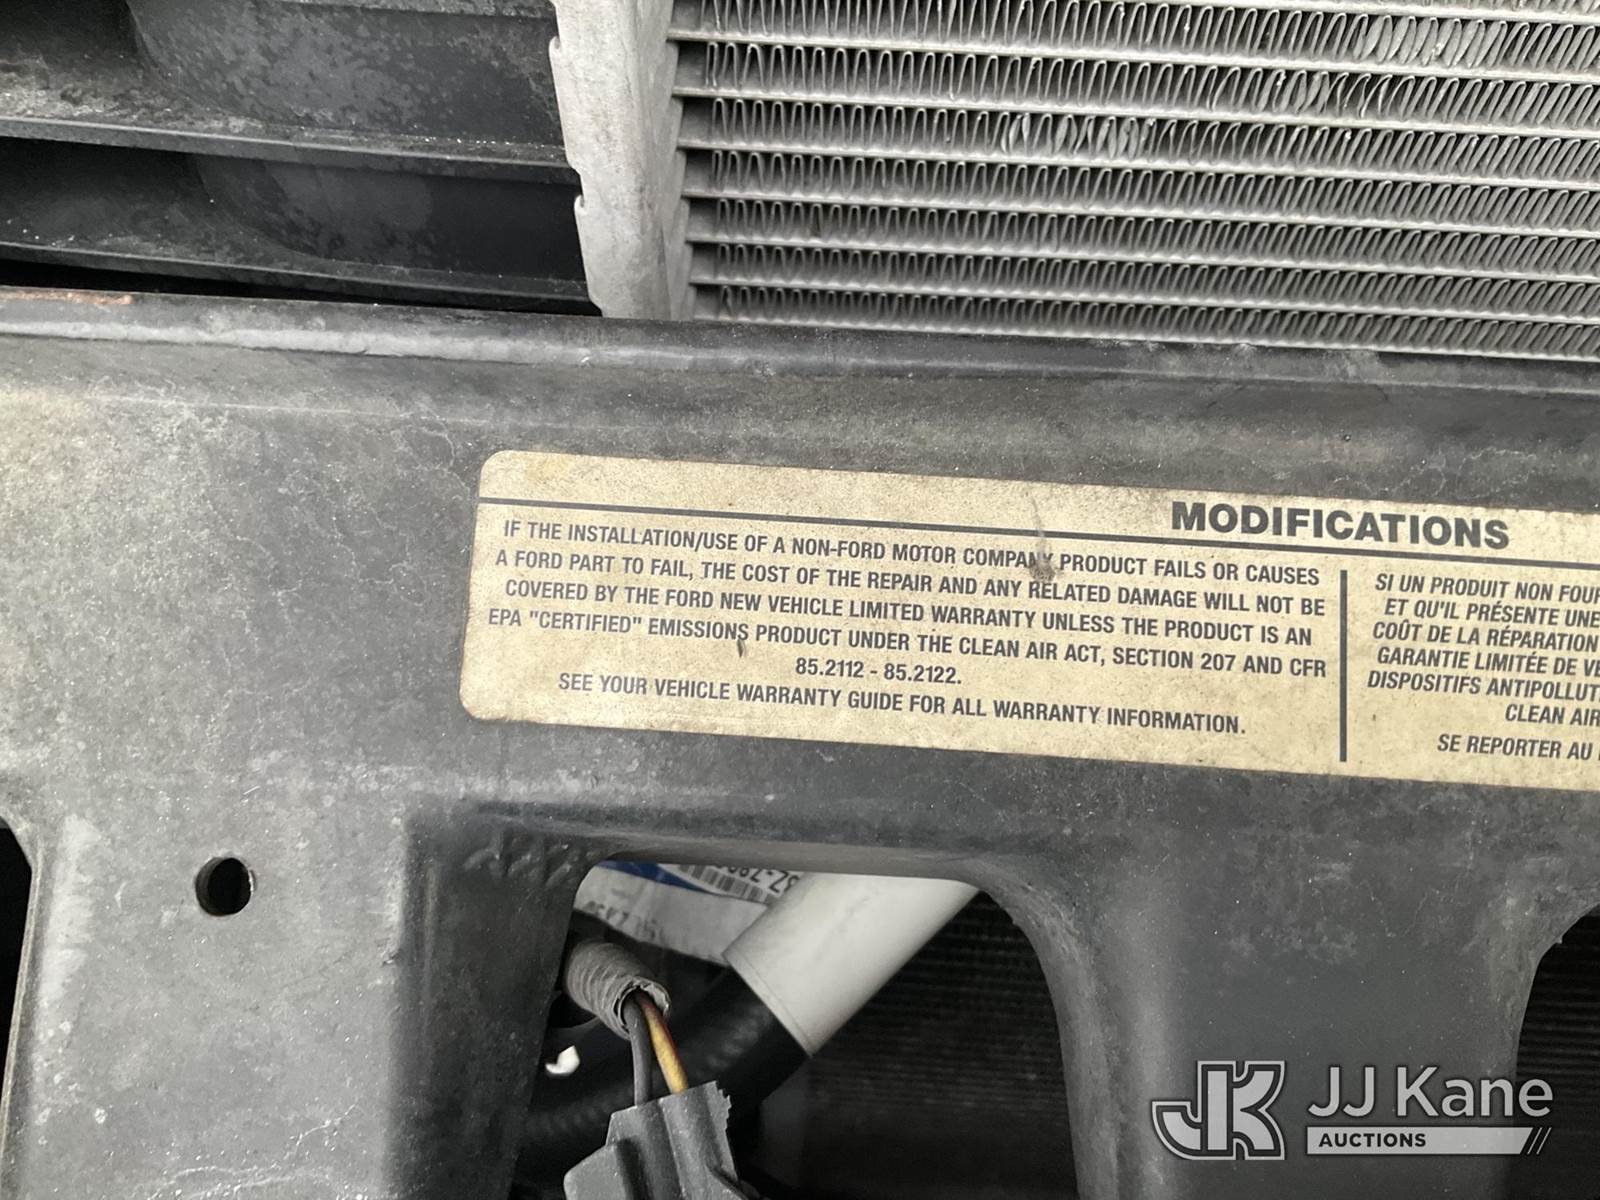 MODIFICATIONS
IF THE INSTALLATION/USE OF A NON-FORD MOTOR COMPANY PRODUCT FAILS OR CAUSES
A FORD PART TO FAIL, THE COST OF THE REPAIR AND ANY RELATED DAMAGE WILL NOT BE
COVERED BY THE FORD NEW VEHICLE LIMITED WARRANTY UNLESS THE PRODUCT IS AN
EPA "CERTIFIED" EMISSIONS PRODUCT UNDER THE CLEAN AIR ACT, SECTION 207 AND CFR
85.2112 - 85.2122.
SEE YOUR VEHICLE WARRANTY GUIDE FOR ALL WARRANTY INFORMATION.
SI UN PRODUIT NON FOUR
ET QU'IL PRÉSENTE UNE
COÛT DE LA RÉPARATION
GARANTIE LIMITÉE DE VE
DISPOSITIFS ANTIPOLLUT
CLEAN AIR
SE REPORTER AU
JJ Kane
AUCTIONS